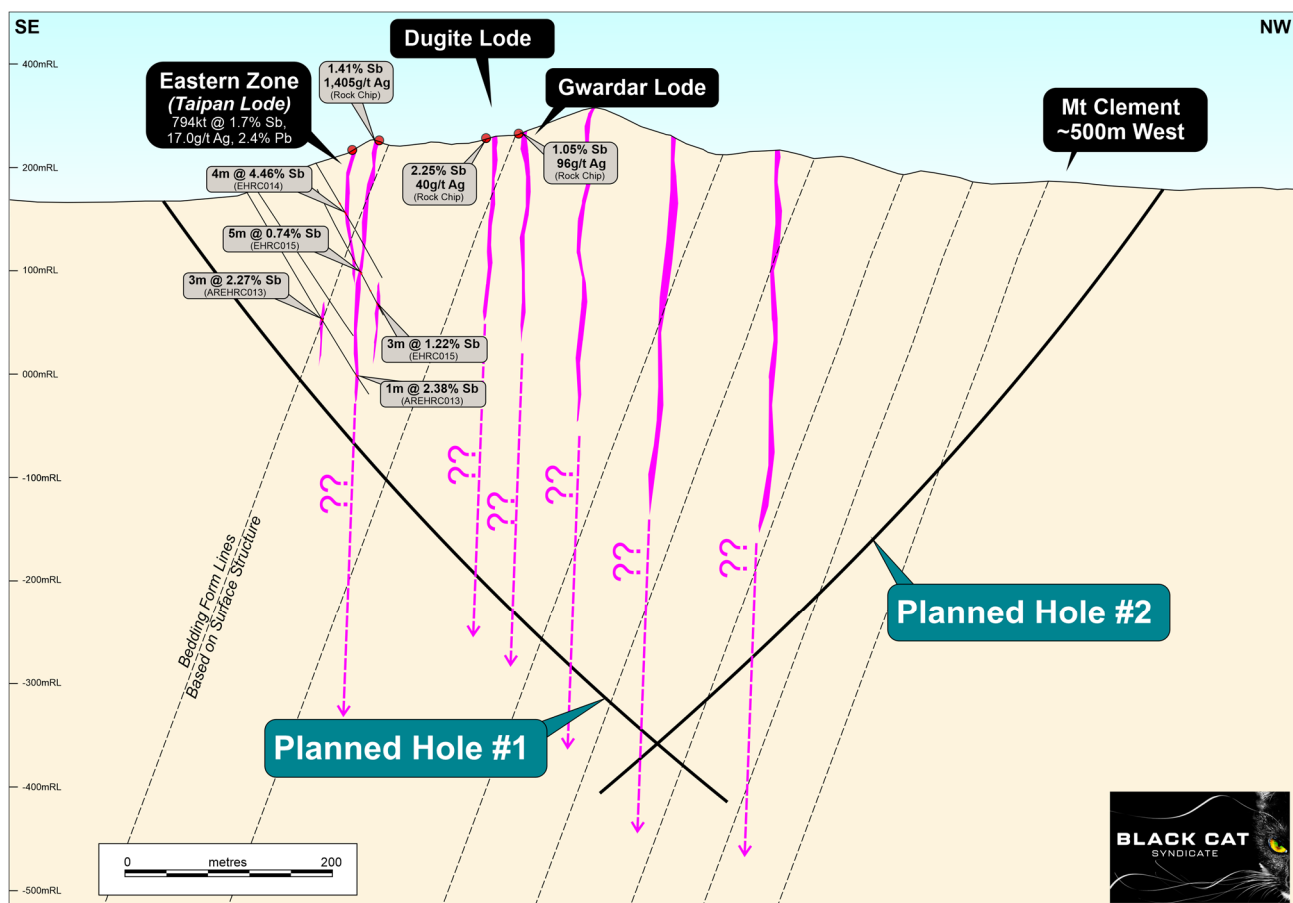 SE
NW
Dugite Lode
Gwardar Lode
Eastern Zone
(Taipan Lode)
794kt @ 1.7% Sb,
17.0g/t Ag, 2.4% Pb
1.41% Sb
1,405g/t Ag
(Rock Chip)
Mt Clement
~500m West
2.25% Sb
40g/t Ag
(Rock Chip)
1.05% Sb
96g/t Ag
(Rock Chip)
4m @ 4.46% Sb
(EHRC014)
5m @ 0.74% Sb
(EHRC015)
3m @ 2.27% Sb
(AREHRC013)
3m @ 1.22% Sb
(EHRC015)
1m @ 2.38% Sb
(AREHRC013)
400mRL
200mRL
100mRL
000mRL
-100mRL
-200mRL
-300mRL
-400mRL
-500mRL
??
??
??
??
??
??
Bedding Form Lines
Based on Surface Structure
Planned Hole #1
Planned Hole #2
0 metres 200
BLACK CAT
SYNDICATE